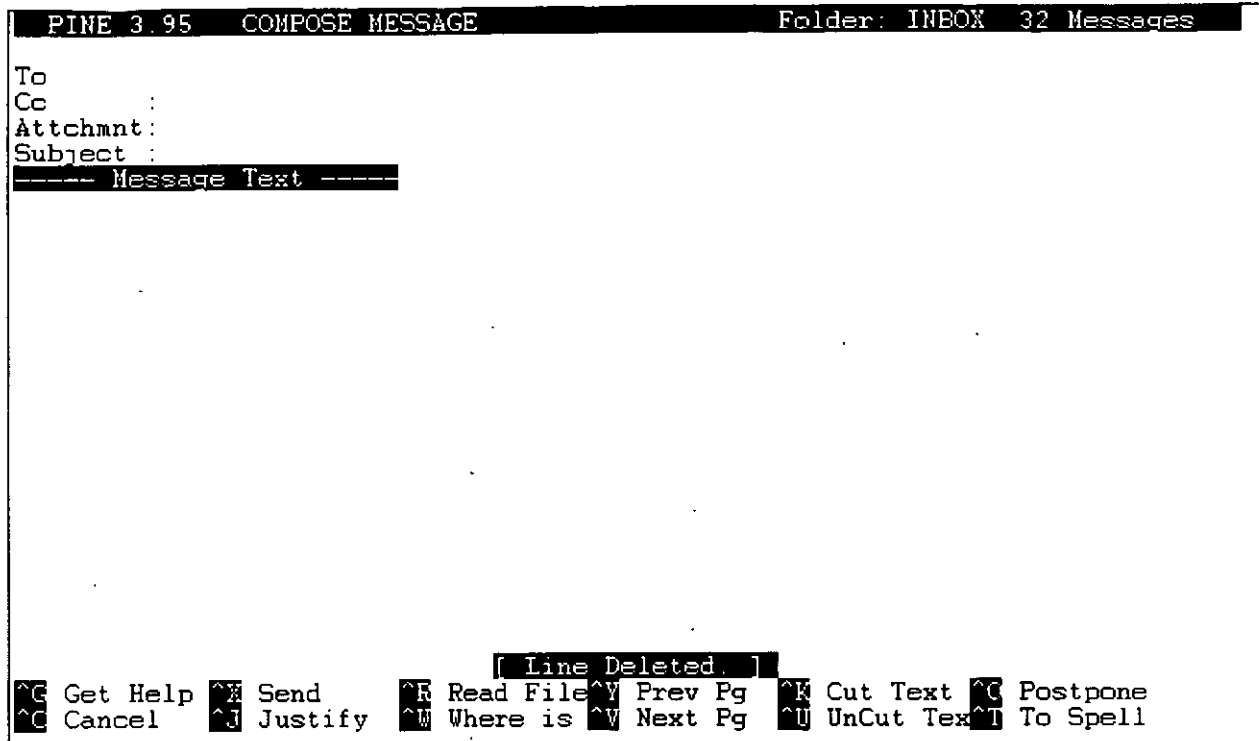 PINE 3.95 COMPOSE MESSAGE Folder: INBOX 32 Messages
To
Cc :
Attchmnt:
Subject :
----- Message Text -----
[ Line Deleted. ]
^G Get Help ^X Send ^R Read File ^Y Prev Pg ^K Cut Text ^O Postpone
^C Cancel ^J Justify ^W Where is ^V Next Pg ^U UnCut Tex ^T To Spell